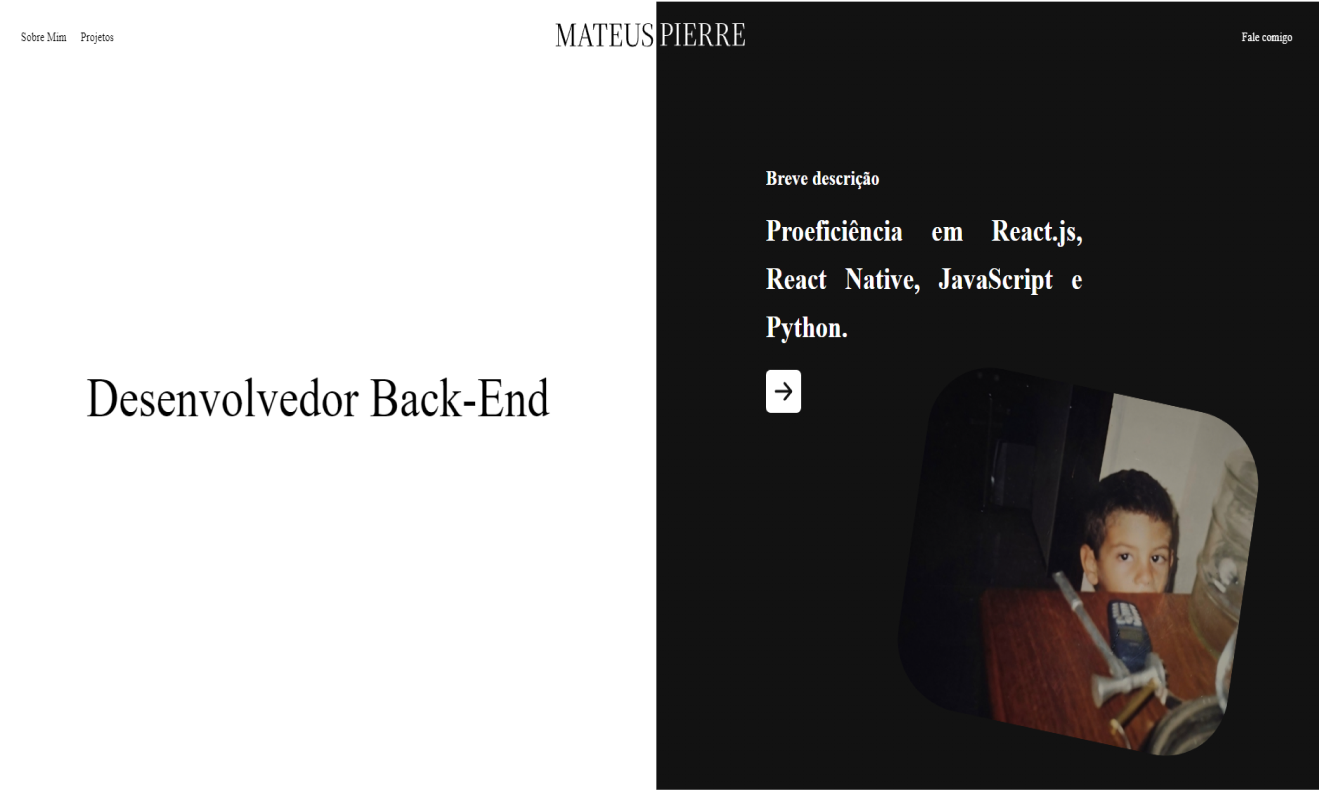 Sobre Mim Projetos MATEUS PIERRE Fale comigo
Breve descrição
Proeficiência em React.js,
React Native, JavaScript e
Python.
Desenvolvedor Back-End